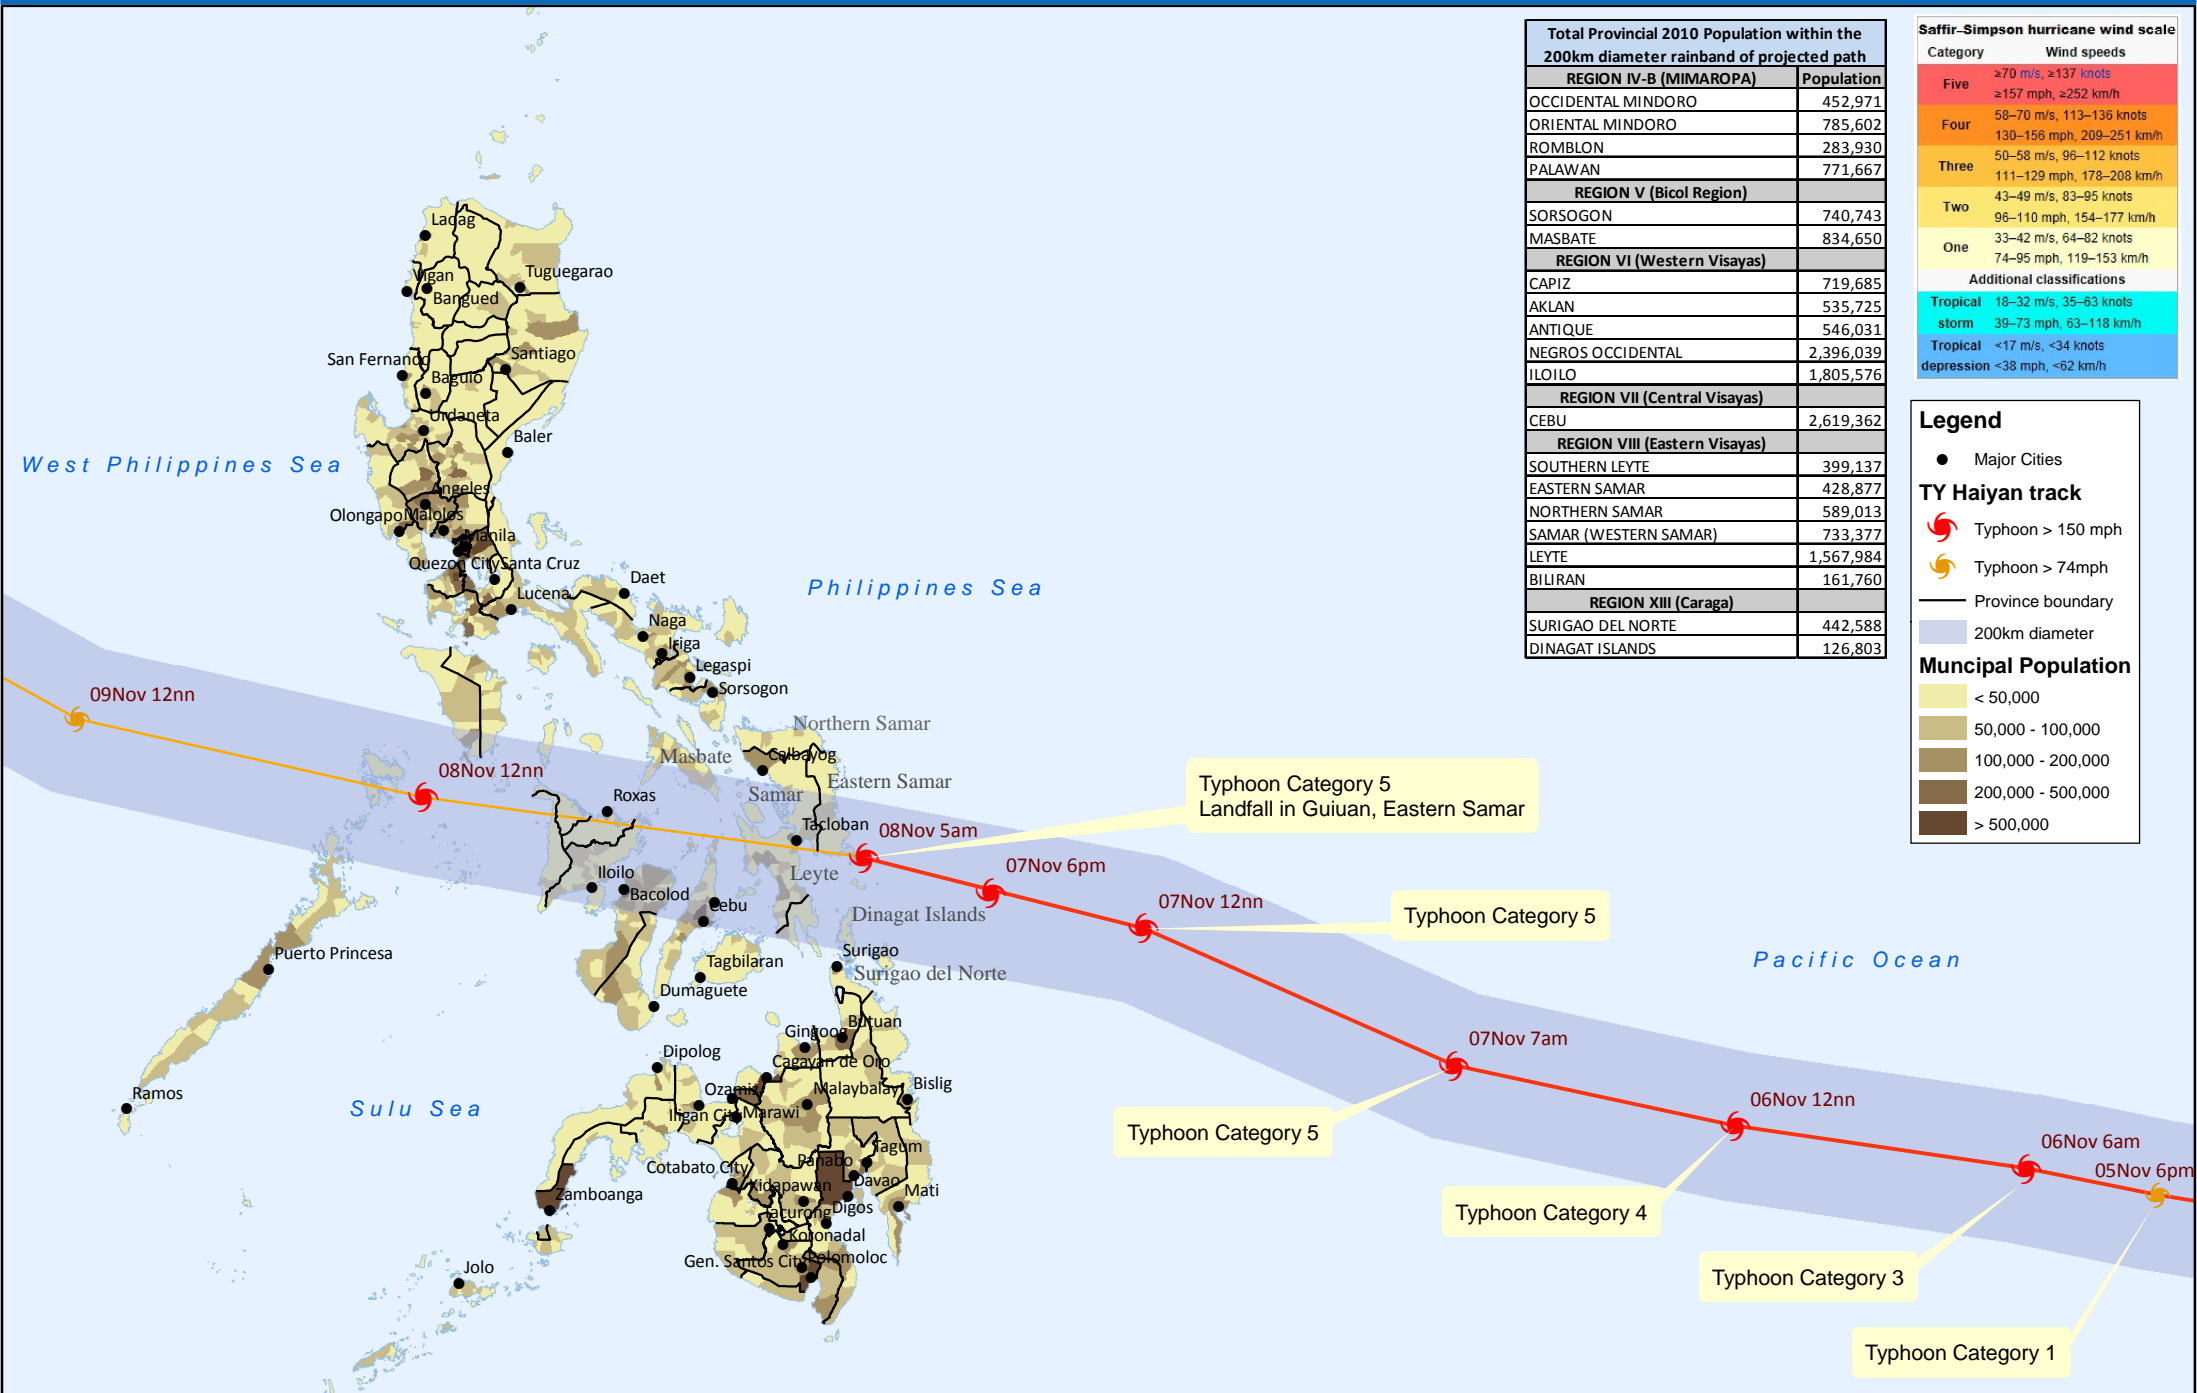 Total Provincial 2010 Population within the
200km diameter rainband of projected path
REGION IV-B (MIMAROPA) Population
OCCIDENTAL MINDORO 452,971
ORIENTAL MINDORO 785,602
ROMBLON 283,930
PALAWAN 771,667
REGION V (Bicol Region)
SORSOGON 740,743
MASBATE 834,650
REGION VI (Western Visayas)
CAPIZ 719,685
AKLAN 535,725
ANTIQUE 546,031
NEGROS OCCIDENTAL 2,396,039
ILOILO 1,805,576
REGION VII (Central Visayas)
CEBU 2,619,362
REGION VIII (Eastern Visayas)
SOUTHERN LEYTE 399,137
EASTERN SAMAR 428,877
NORTHERN SAMAR 589,013
SAMAR (WESTERN SAMAR) 733,377
LEYTE 1,567,984
BILIRAN 161,760
REGION XIII (Caraga)
SURIGAO DEL NORTE 442,588
DINAGAT ISLANDS 126,803
Saffir–Simpson hurricane wind scale
Category Wind speeds
Five ≥70 m/s, ≥137 knots
≥157 mph, ≥252 km/h
Four 58–70 m/s, 113–136 knots
130–156 mph, 209–251 km/h
Three 50–58 m/s, 96–112 knots
111–129 mph, 178–208 km/h
Two 43–49 m/s, 83–95 knots
96–110 mph, 154–177 km/h
One 33–42 m/s, 64–82 knots
74–95 mph, 119–153 km/h
Additional classifications
Tropical storm 18–32 m/s, 35–63 knots
39–73 mph, 63–118 km/h
Tropical depression <17 m/s, <34 knots
<38 mph, <62 km/h
Legend
Major Cities
TY Haiyan track
Typhoon > 150 mph
Typhoon > 74mph
Province boundary
200km diameter
Muncipal Population
< 50,000
50,000 - 100,000
100,000 - 200,000
200,000 - 500,000
> 500,000
Laoag
Vigan
Bangued
Tuguegarao
San Fernando
Santiago
Baguio
Urdaneta
Baler
West Philippines Sea
Angeles
Olongapo
Malolos
Manila
Quezon City
Santa Cruz
Philippines Sea
Daet
Lucena
Naga
Iriga
Legaspi
Sorsogon
09Nov 12nn
Northern Samar
Masbate
Calbayog
08Nov 12nn
Eastern Samar
Samar
Roxas
Tacloban
08Nov 5am
Typhoon Category 5
Landfall in Guiuan, Eastern Samar
07Nov 6pm
Leyte
Iloilo
Bacolod
Cebu
07Nov 12nn
Typhoon Category 5
Dinagat Islands
Surigao
Surigao del Norte
Puerto Princesa
Tagbilaran
Dumaguete
Pacific Ocean
Butuan
Gingoog
07Nov 7am
Dipolog
Cagayan de Oro
Ramos
Sulu Sea
Ozamis
Malaybalay
Bislig
Iligan City
Marawi
Typhoon Category 5
06Nov 12nn
06Nov 6am
05Nov 6pm
Tagum
Panabo
Cotabato City
Davao
Kidapawan
Mati
Zamboanga
Tacurong
Digos
Typhoon Category 4
Koronadal
Gen. Santos City
Polomoloc
Jolo
Typhoon Category 3
Typhoon Category 1